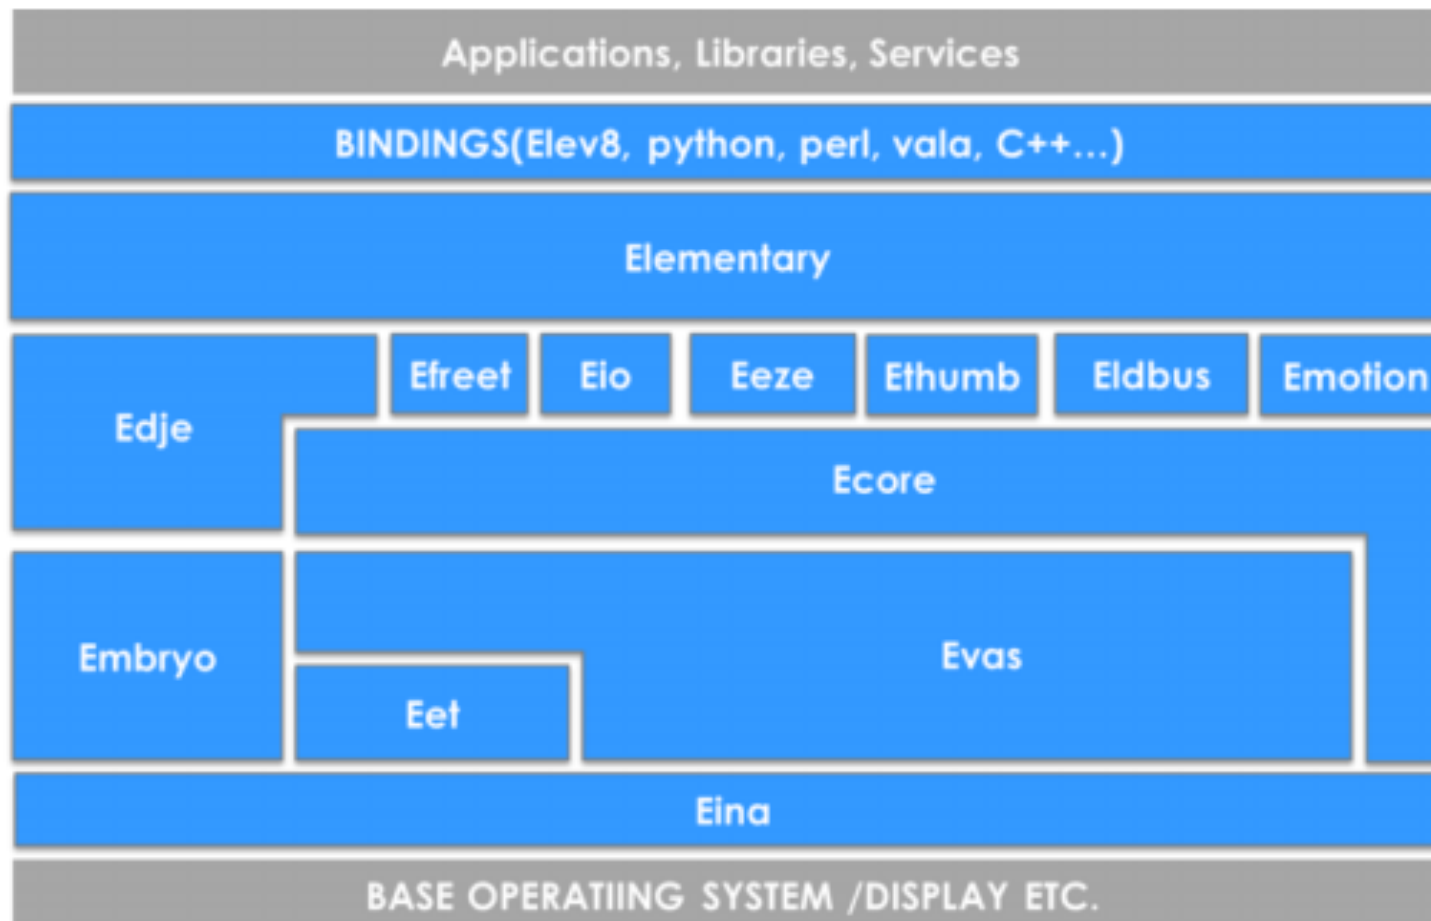 Applications, Libraries, Services
BINDINGS(Elev8, python, perl, vala, C++...)
Elementary
Efreet
Eio
Eeze
Ethumb
Eldbus
Emotion
Edje
Ecore
Embryo
Evas
Eet
Eina
BASE OPERATIING SYSTEM /DISPLAY ETC.